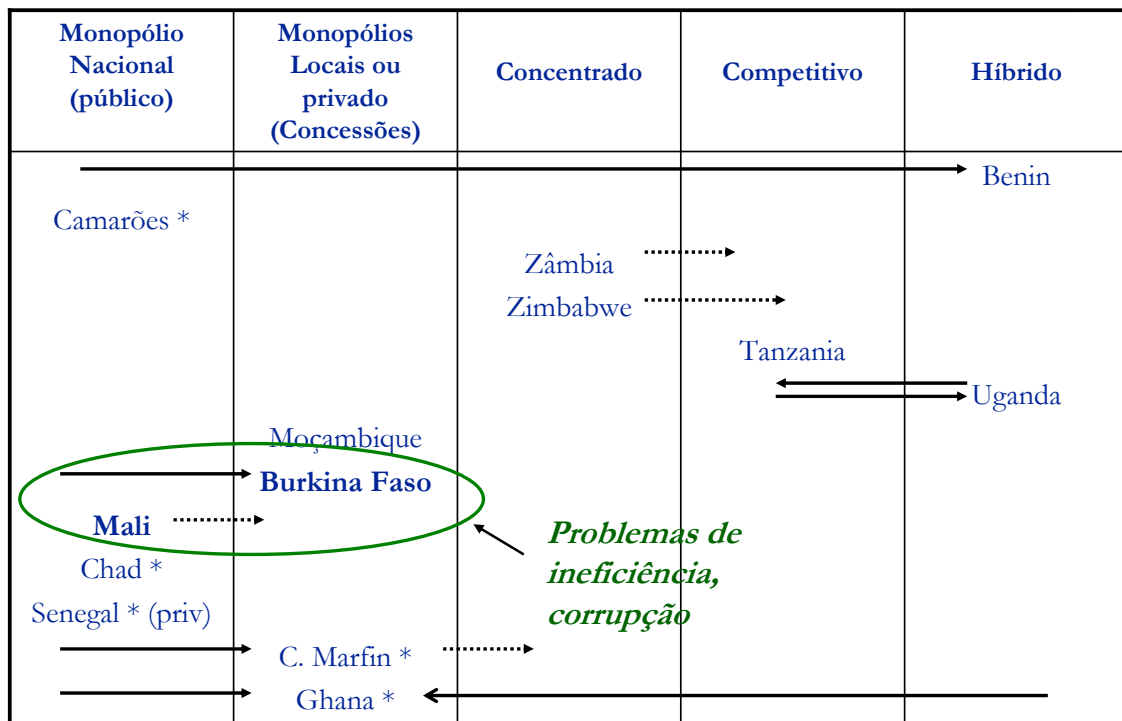 Monopólio
Nacional
(público)
Monopólios
Locais ou
privado
(Concessões)
Concentrado
Competitivo
Híbrido
Benin
Camarões *
Zâmbia
Zimbabwe
Tanzania
Uganda
Moçambique
Burkina Faso
Mali
Problemas de
ineficiência,
corrupção
Chad *
Senegal * (priv)
C. Marfin *
Ghana *